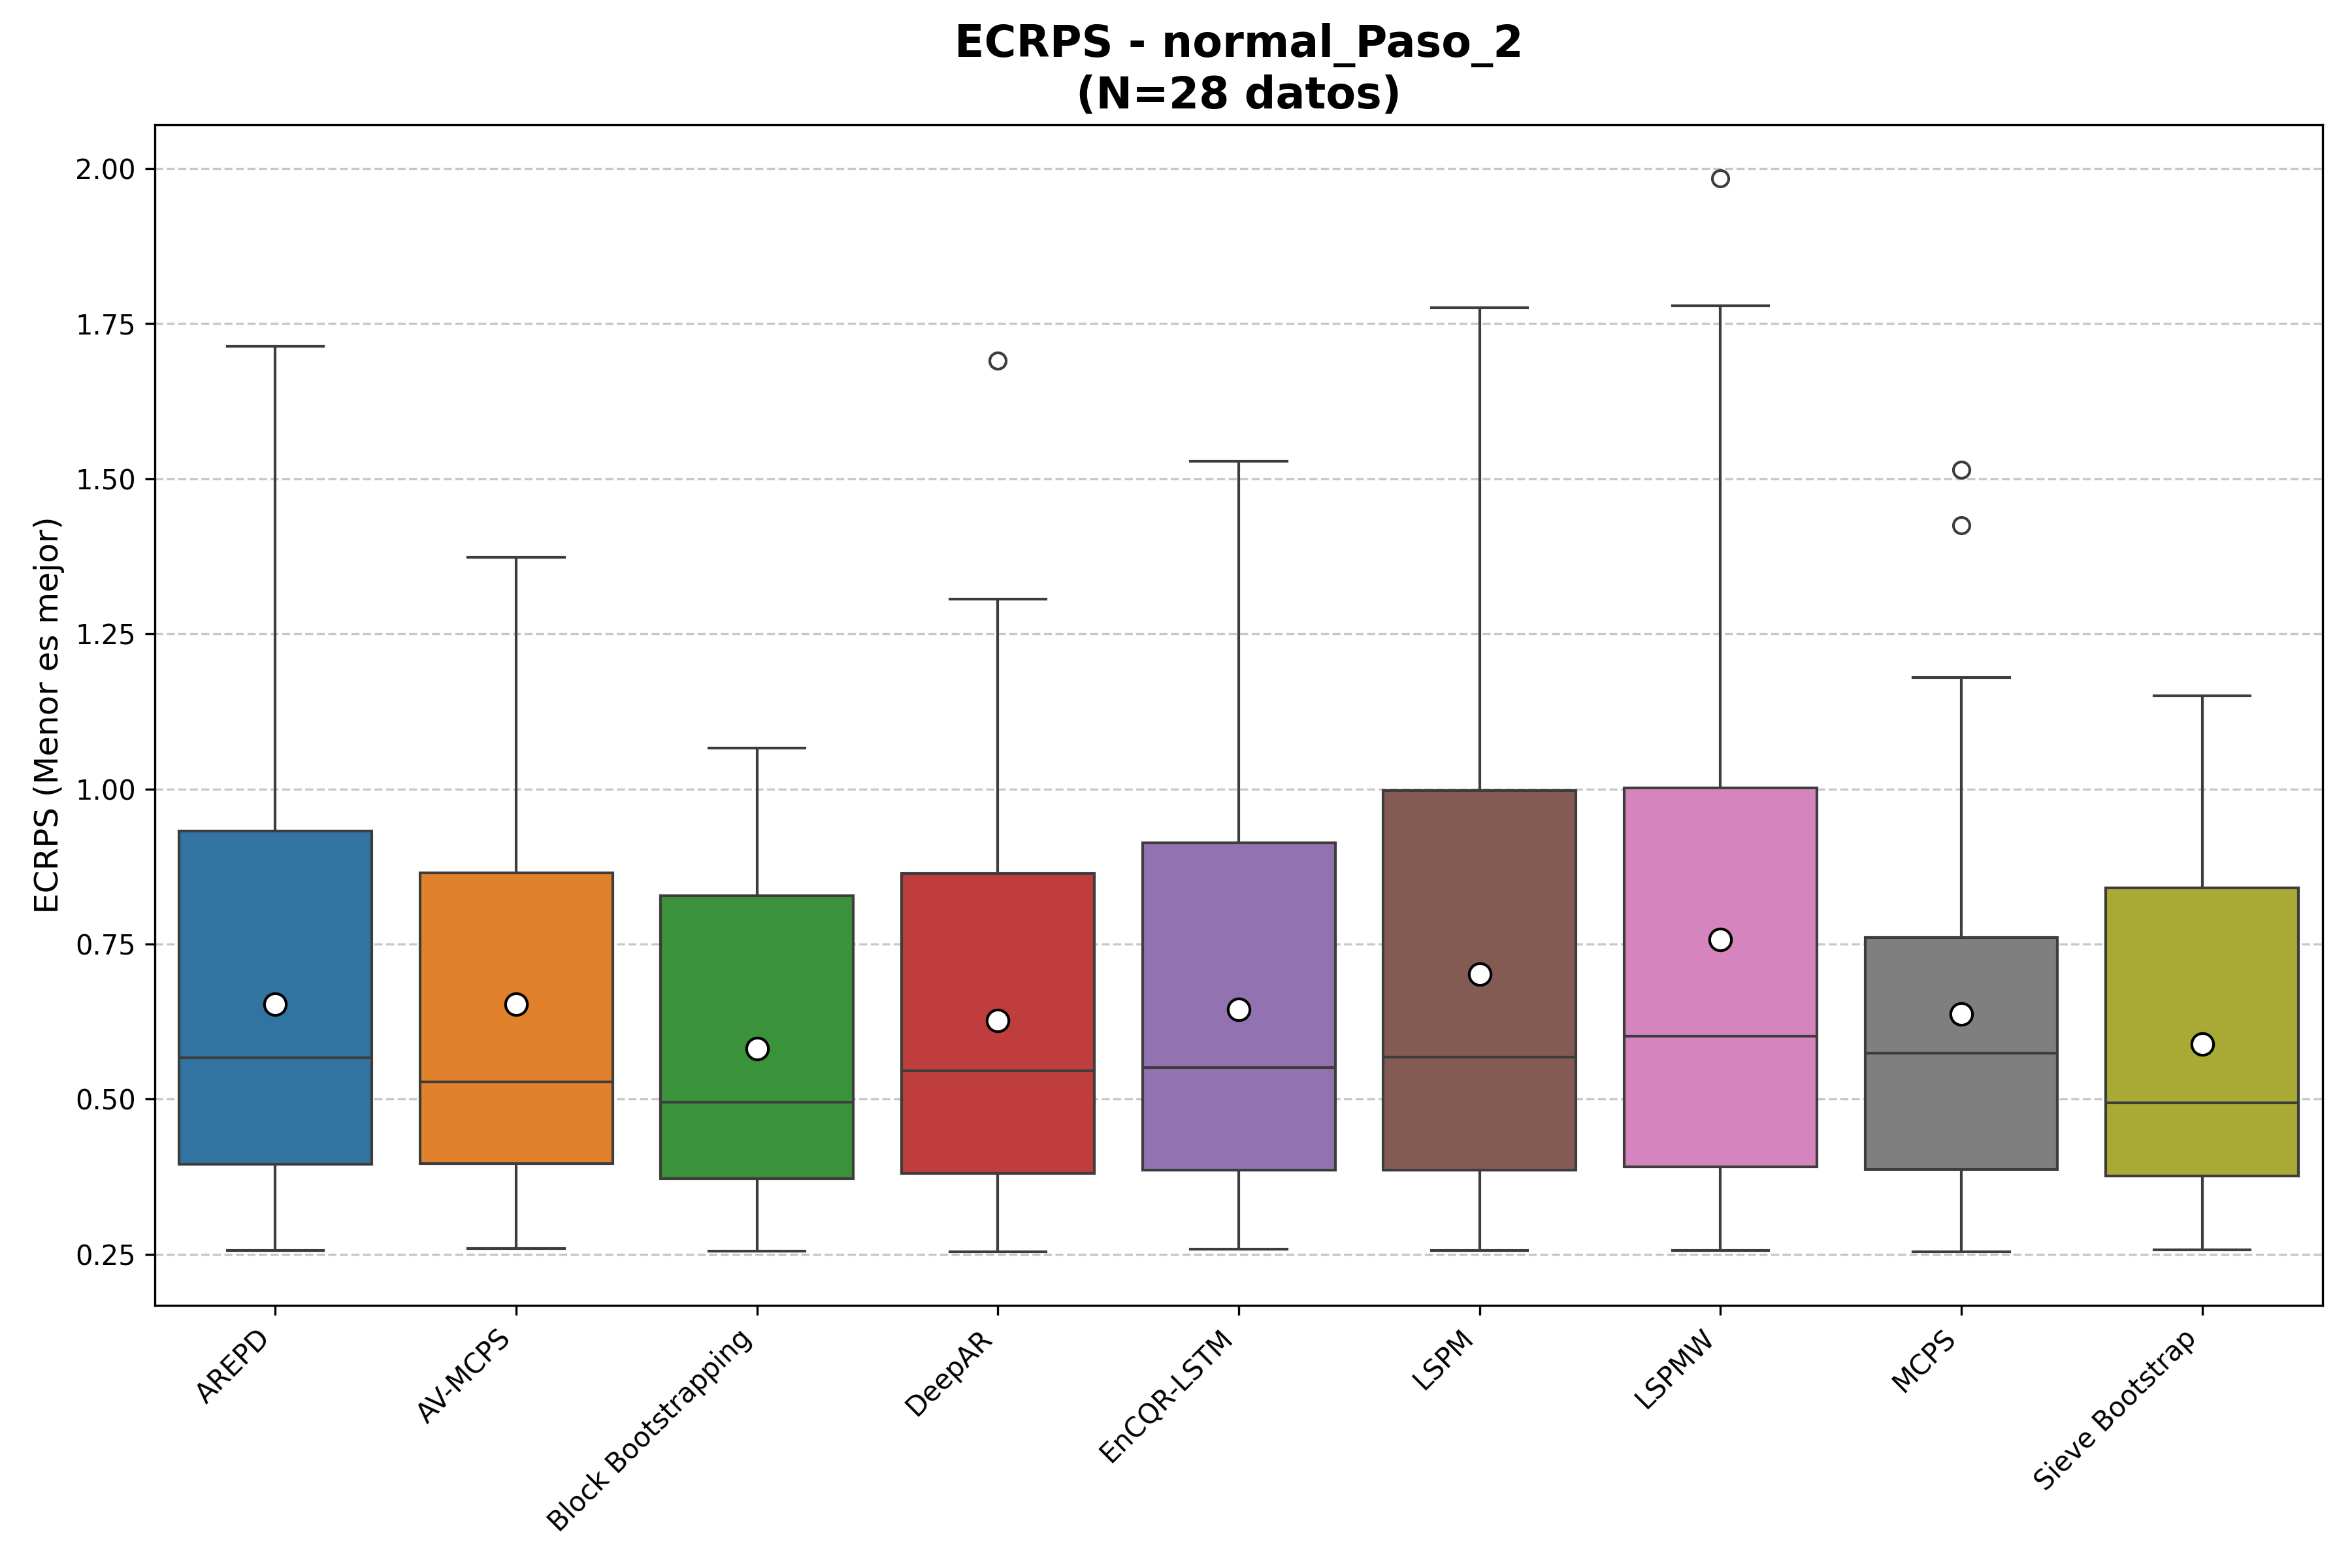 ECRPS - normal_Paso_2
(N=28 datos)
ECRPS (Menor es mejor)
2.00
1.75
1.50
1.25
1.00
0.75
0.50
0.25
AREPD
AV-MCPS
Block Bootstrapping
DeepAR
EnCQR-LSTM
LSPM
LSPMW
MCPS
Sieve Bootstrap